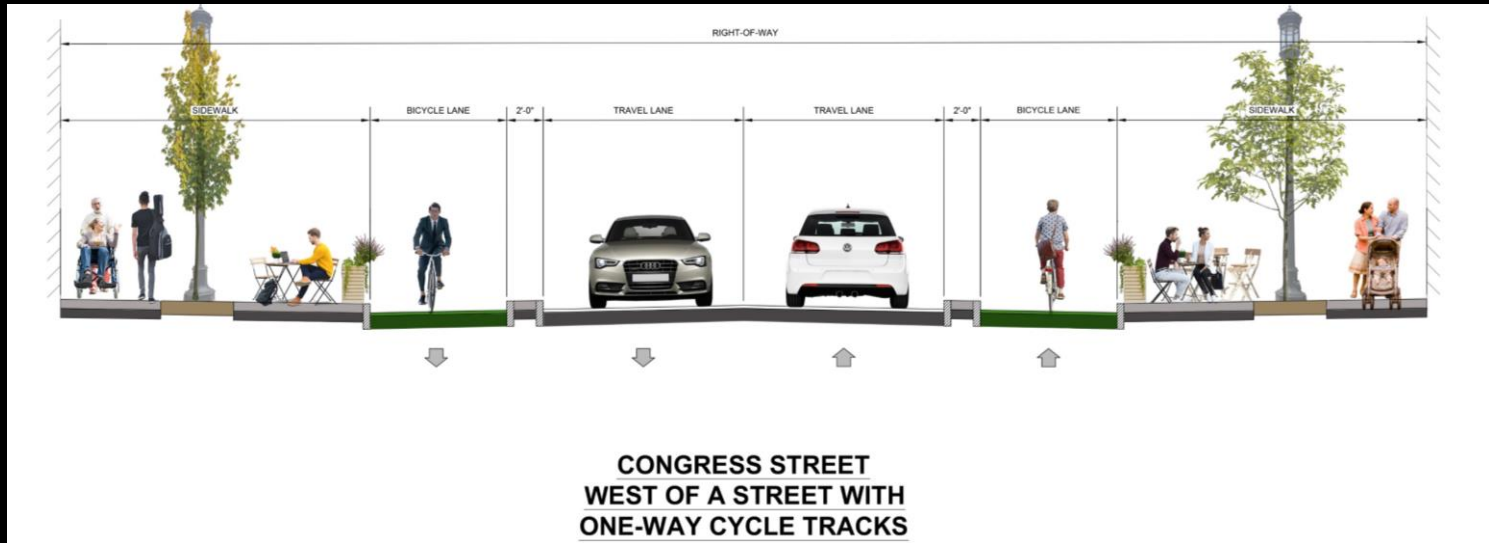 RIGHT-OF-WAY
SIDEWALK BICYCLE LANE 2'-0" TRAVEL LANE TRAVEL LANE 2'-0" BICYCLE LANE SIDEWALK
CONGRESS STREET
WEST OF A STREET WITH
ONE-WAY CYCLE TRACKS